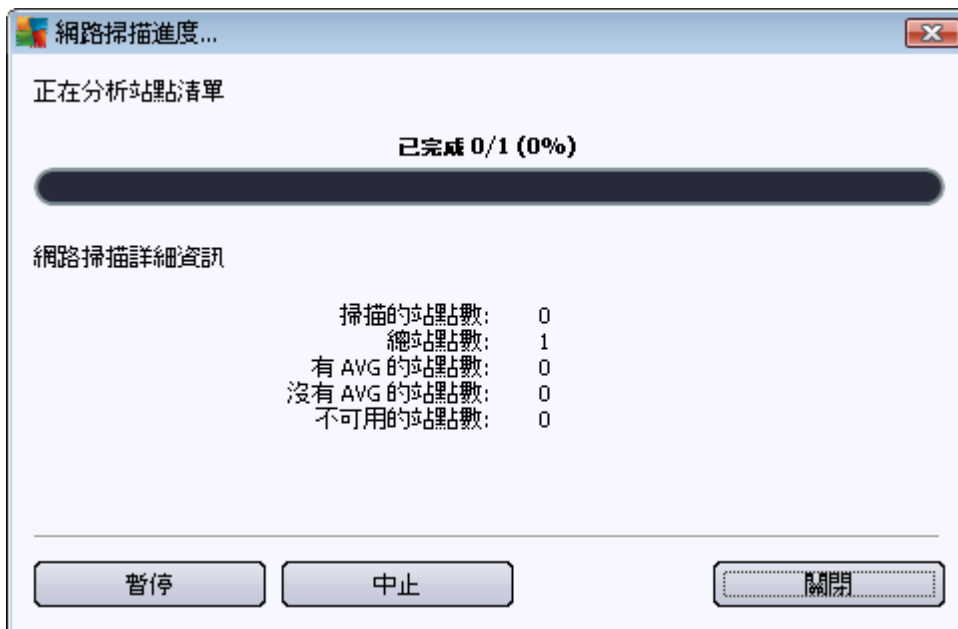 網路掃描進度...
正在分析站點清單
已完成 0/1 (0%)
網路掃描詳細資訊
掃描的站點數: 0
總站點數: 1
有 AVG 的站點數: 0
沒有 AVG 的站點數: 0
不可用的站點數: 0
暫停 中止 關閉